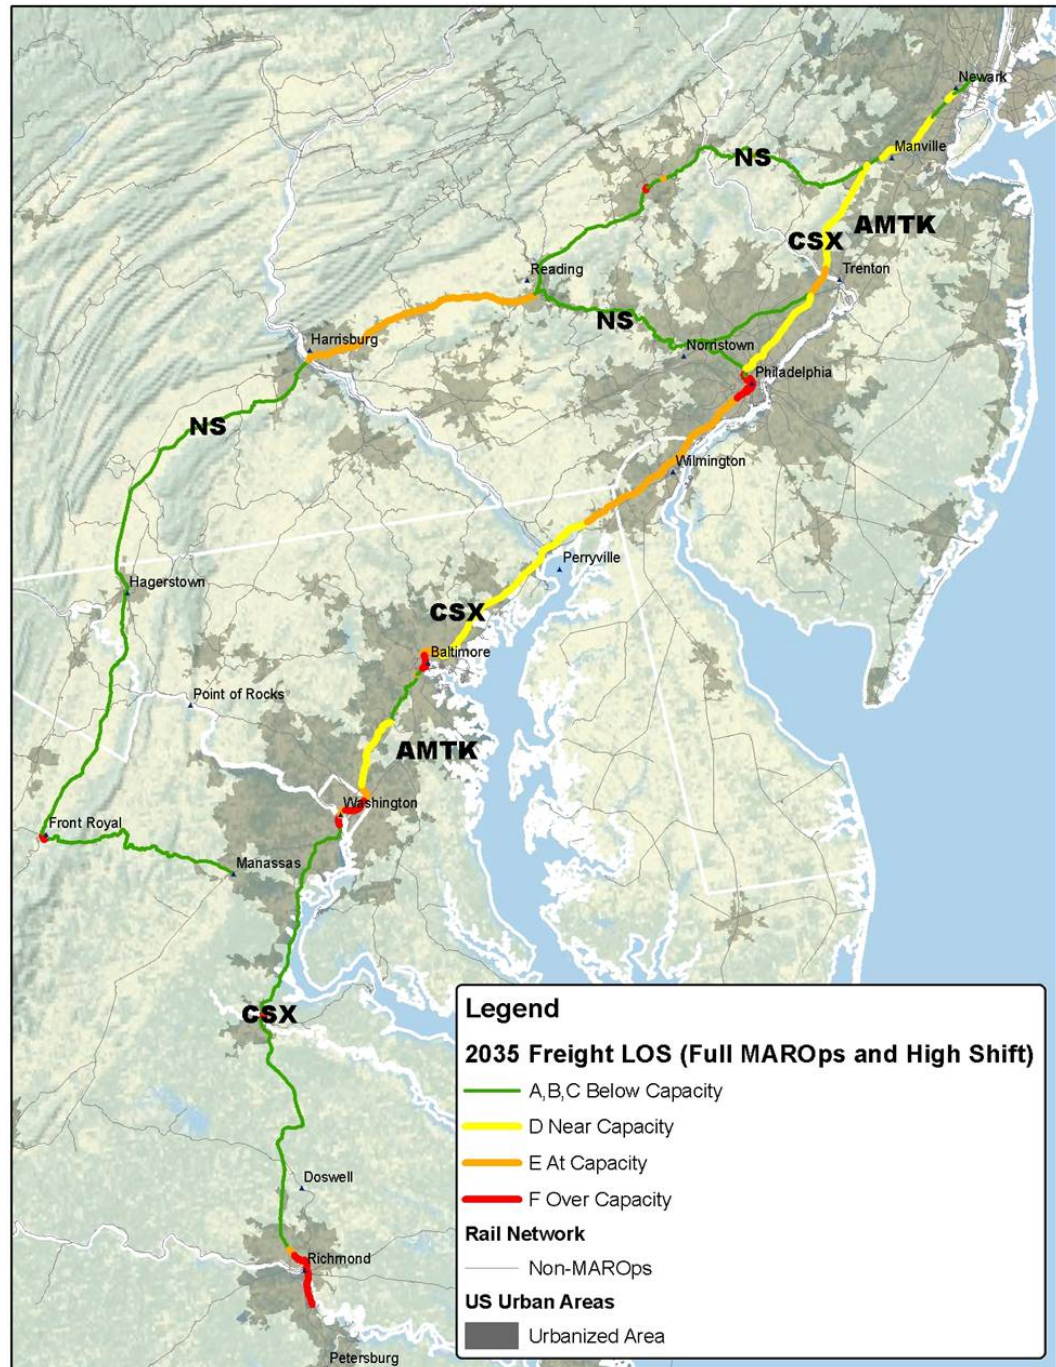 Newark
Manville
NS
AMTK
CSX
Trenton
Reading
NS
Norristown
Harrisburg
Philadelphia
NS
Wilmington
Perryville
Hagerstown
CSX
Baltimore
Point of Rocks
AMTK
Washington
Front Royal
Manassas
CSX
Doswell
Richmond
Petersburg
Legend
2035 Freight LOS (Full MAROps and High Shift)
A,B,C Below Capacity
D Near Capacity
E At Capacity
F Over Capacity
Rail Network
Non-MAROps
US Urban Areas
Urbanized Area